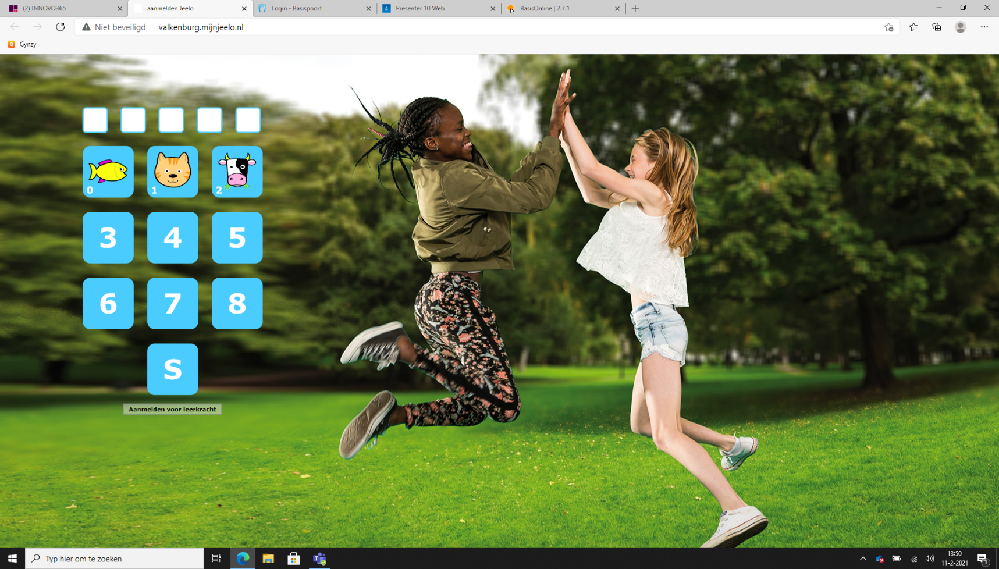 (2) INNOVO365
aanmelden Jeelo
Login - Basispoort
Presenter 10 Web
BasisOnline | 2.7.1
Niet beveiligd
valkenburg.mijnjeelo.nl
G Gynzy
0 1 2
3 4 5
6 7 8
S
Aanmelden voor leerkracht
Typ hier om te zoeken
13:50
11-2-2021
1